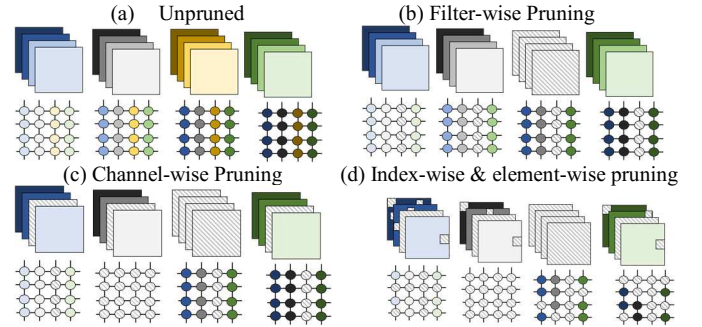 (a) Unpruned
(b) Filter-wise Pruning
(c) Channel-wise Pruning
(d) Index-wise & element-wise pruning